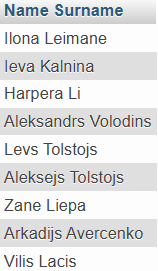 Name Surname
Ilona Leimane
Ieva Kalnina
Harpera Li
Aleksandrs Volodins
Levs Tolstojs
Aleksejs Tolstojs
Zane Liepa
Arkadijs Avercenko
Vilis Lacis